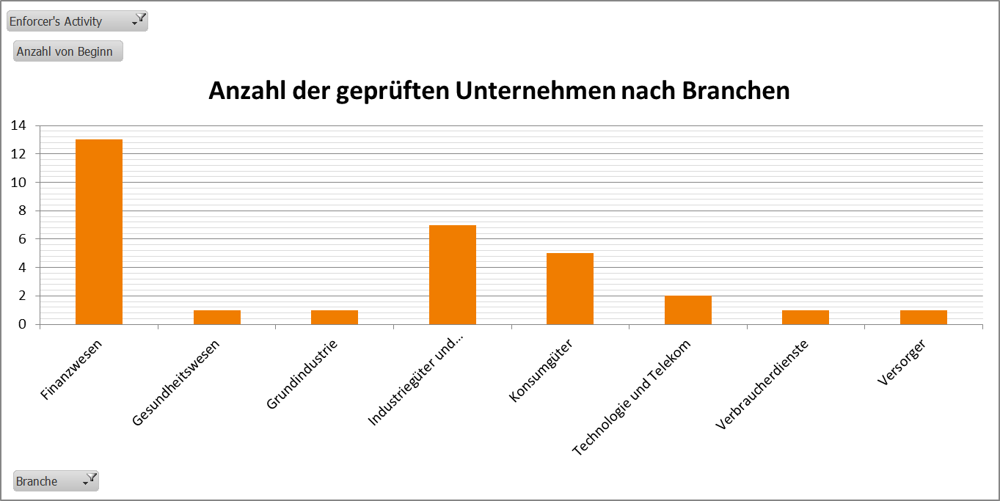 Enforcer's Activity
Anzahl von Beginn
Anzahl der geprüften Unternehmen nach Branchen
14
12
10
8
6
4
2
0
Finanzwesen
Gesundheitswesen
Grundindustrie
Industriegüter und...
Konsumgüter
Technologie und Telekom
Verbraucherdienste
Versorger
Branche